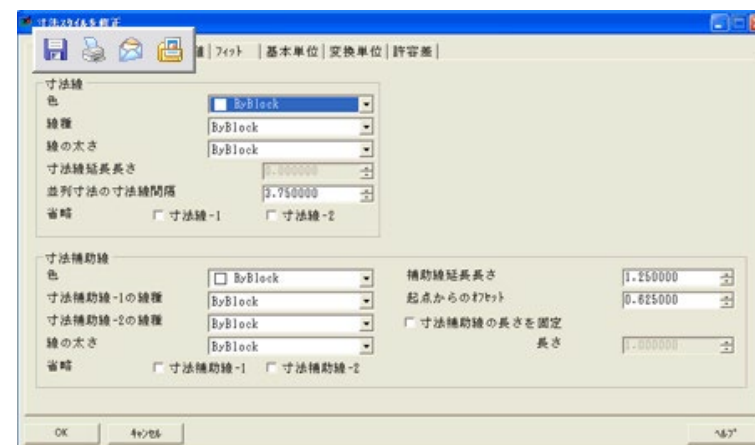 寸法スタイルを修正
値 フィット 基本単位 変換単位 許容差
寸法線
色 ByBlock
線種 ByBlock
線の太さ ByBlock
寸法線延長長さ 0.000000
並列寸法の寸法線間隔 3.750000
省略 寸法線-1 寸法線-2
寸法補助線
色 ByBlock
寸法補助線-1の線種 ByBlock
寸法補助線-2の線種 ByBlock
線の太さ ByBlock
省略 寸法補助線-1 寸法補助線-2
補助線延長長さ 1.250000
起点からのオフセット 0.625000
寸法補助線の長さを固定
長さ 1.000000
OK キャンセル ヘルプ